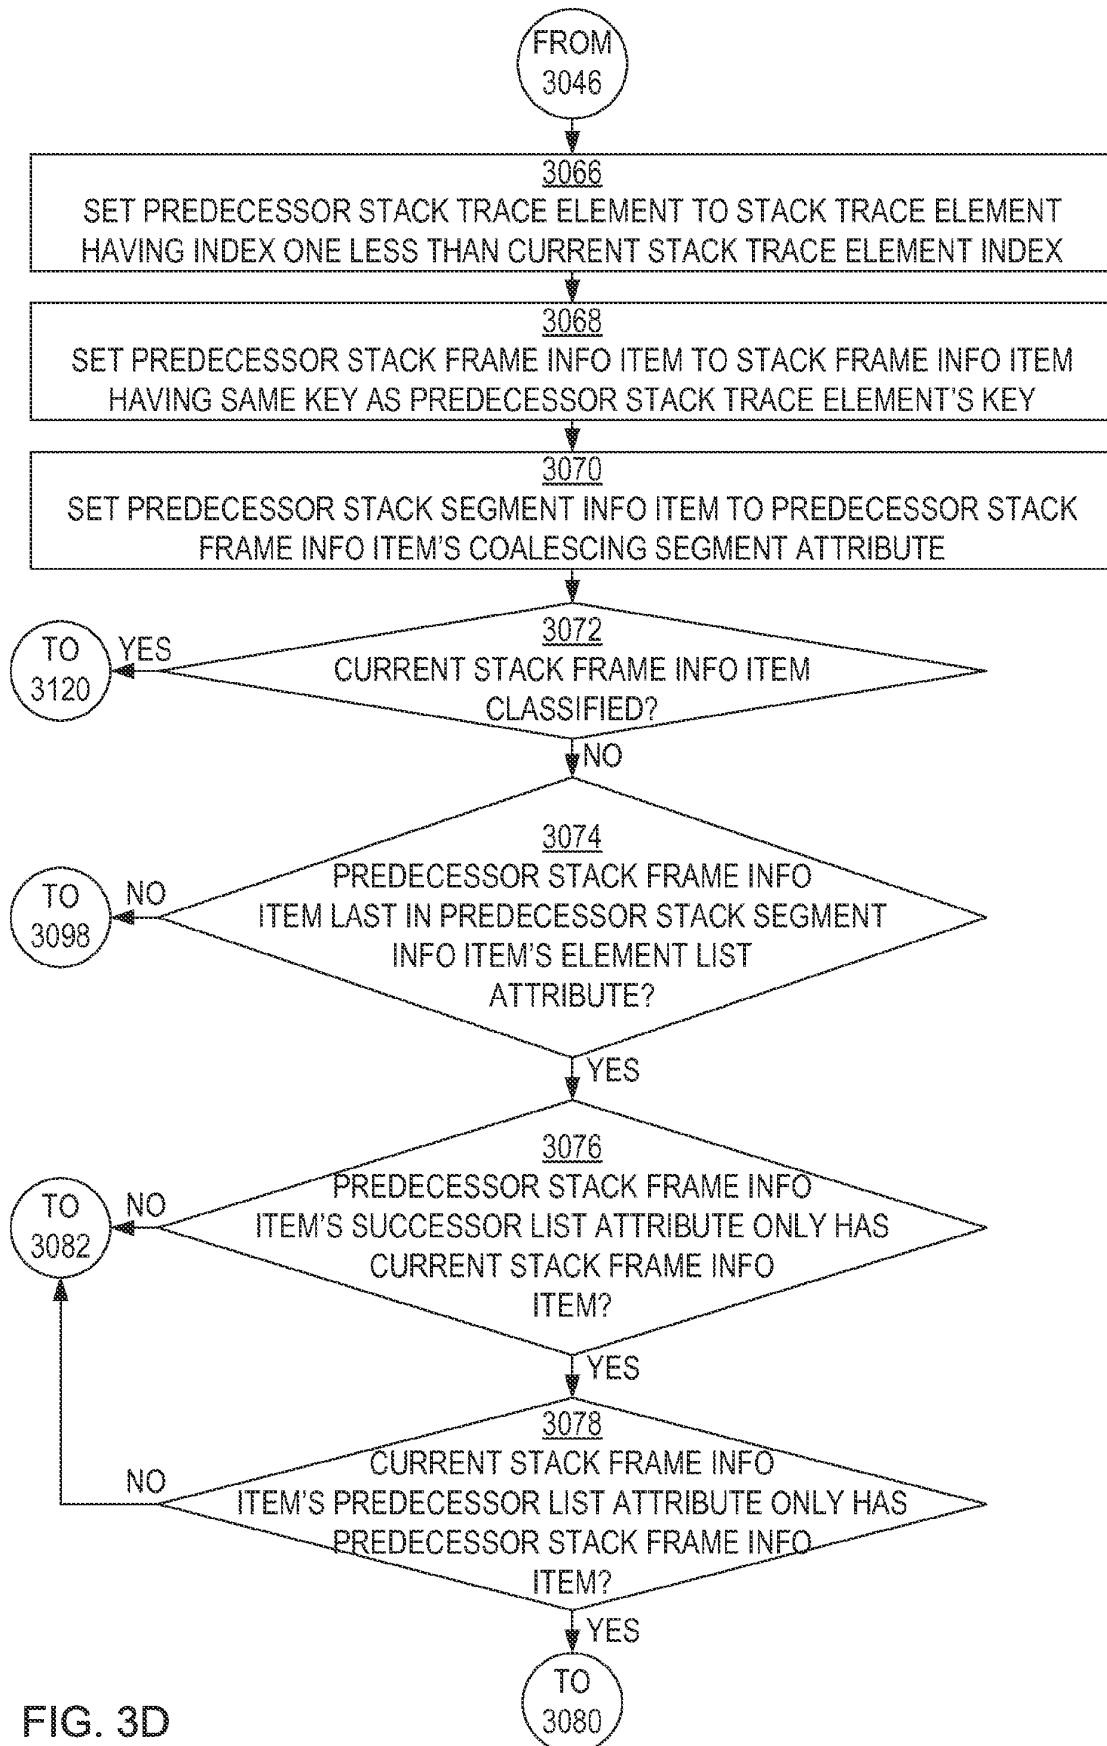 FROM
3046
3066
SET PREDECESSOR STACK TRACE ELEMENT TO STACK TRACE ELEMENT
HAVING INDEX ONE LESS THAN CURRENT STACK TRACE ELEMENT INDEX
3068
SET PREDECESSOR STACK FRAME INFO ITEM TO STACK FRAME INFO ITEM
HAVING SAME KEY AS PREDECESSOR STACK TRACE ELEMENT'S KEY
3070
SET PREDECESSOR STACK SEGMENT INFO ITEM TO PREDECESSOR STACK
FRAME INFO ITEM'S COALESCING SEGMENT ATTRIBUTE
TO
3120
YES
3072
CURRENT STACK FRAME INFO ITEM
CLASSIFIED?
NO
TO
3098
NO
3074
PREDECESSOR STACK FRAME INFO
ITEM LAST IN PREDECESSOR STACK SEGMENT
INFO ITEM'S ELEMENT LIST
ATTRIBUTE?
YES
TO
3082
NO
3076
PREDECESSOR STACK FRAME INFO
ITEM'S SUCCESSOR LIST ATTRIBUTE ONLY HAS
CURRENT STACK FRAME INFO
ITEM?
YES
NO
3078
CURRENT STACK FRAME INFO
ITEM'S PREDECESSOR LIST ATTRIBUTE ONLY HAS
PREDECESSOR STACK FRAME INFO
ITEM?
YES
TO
3080
FIG. 3D